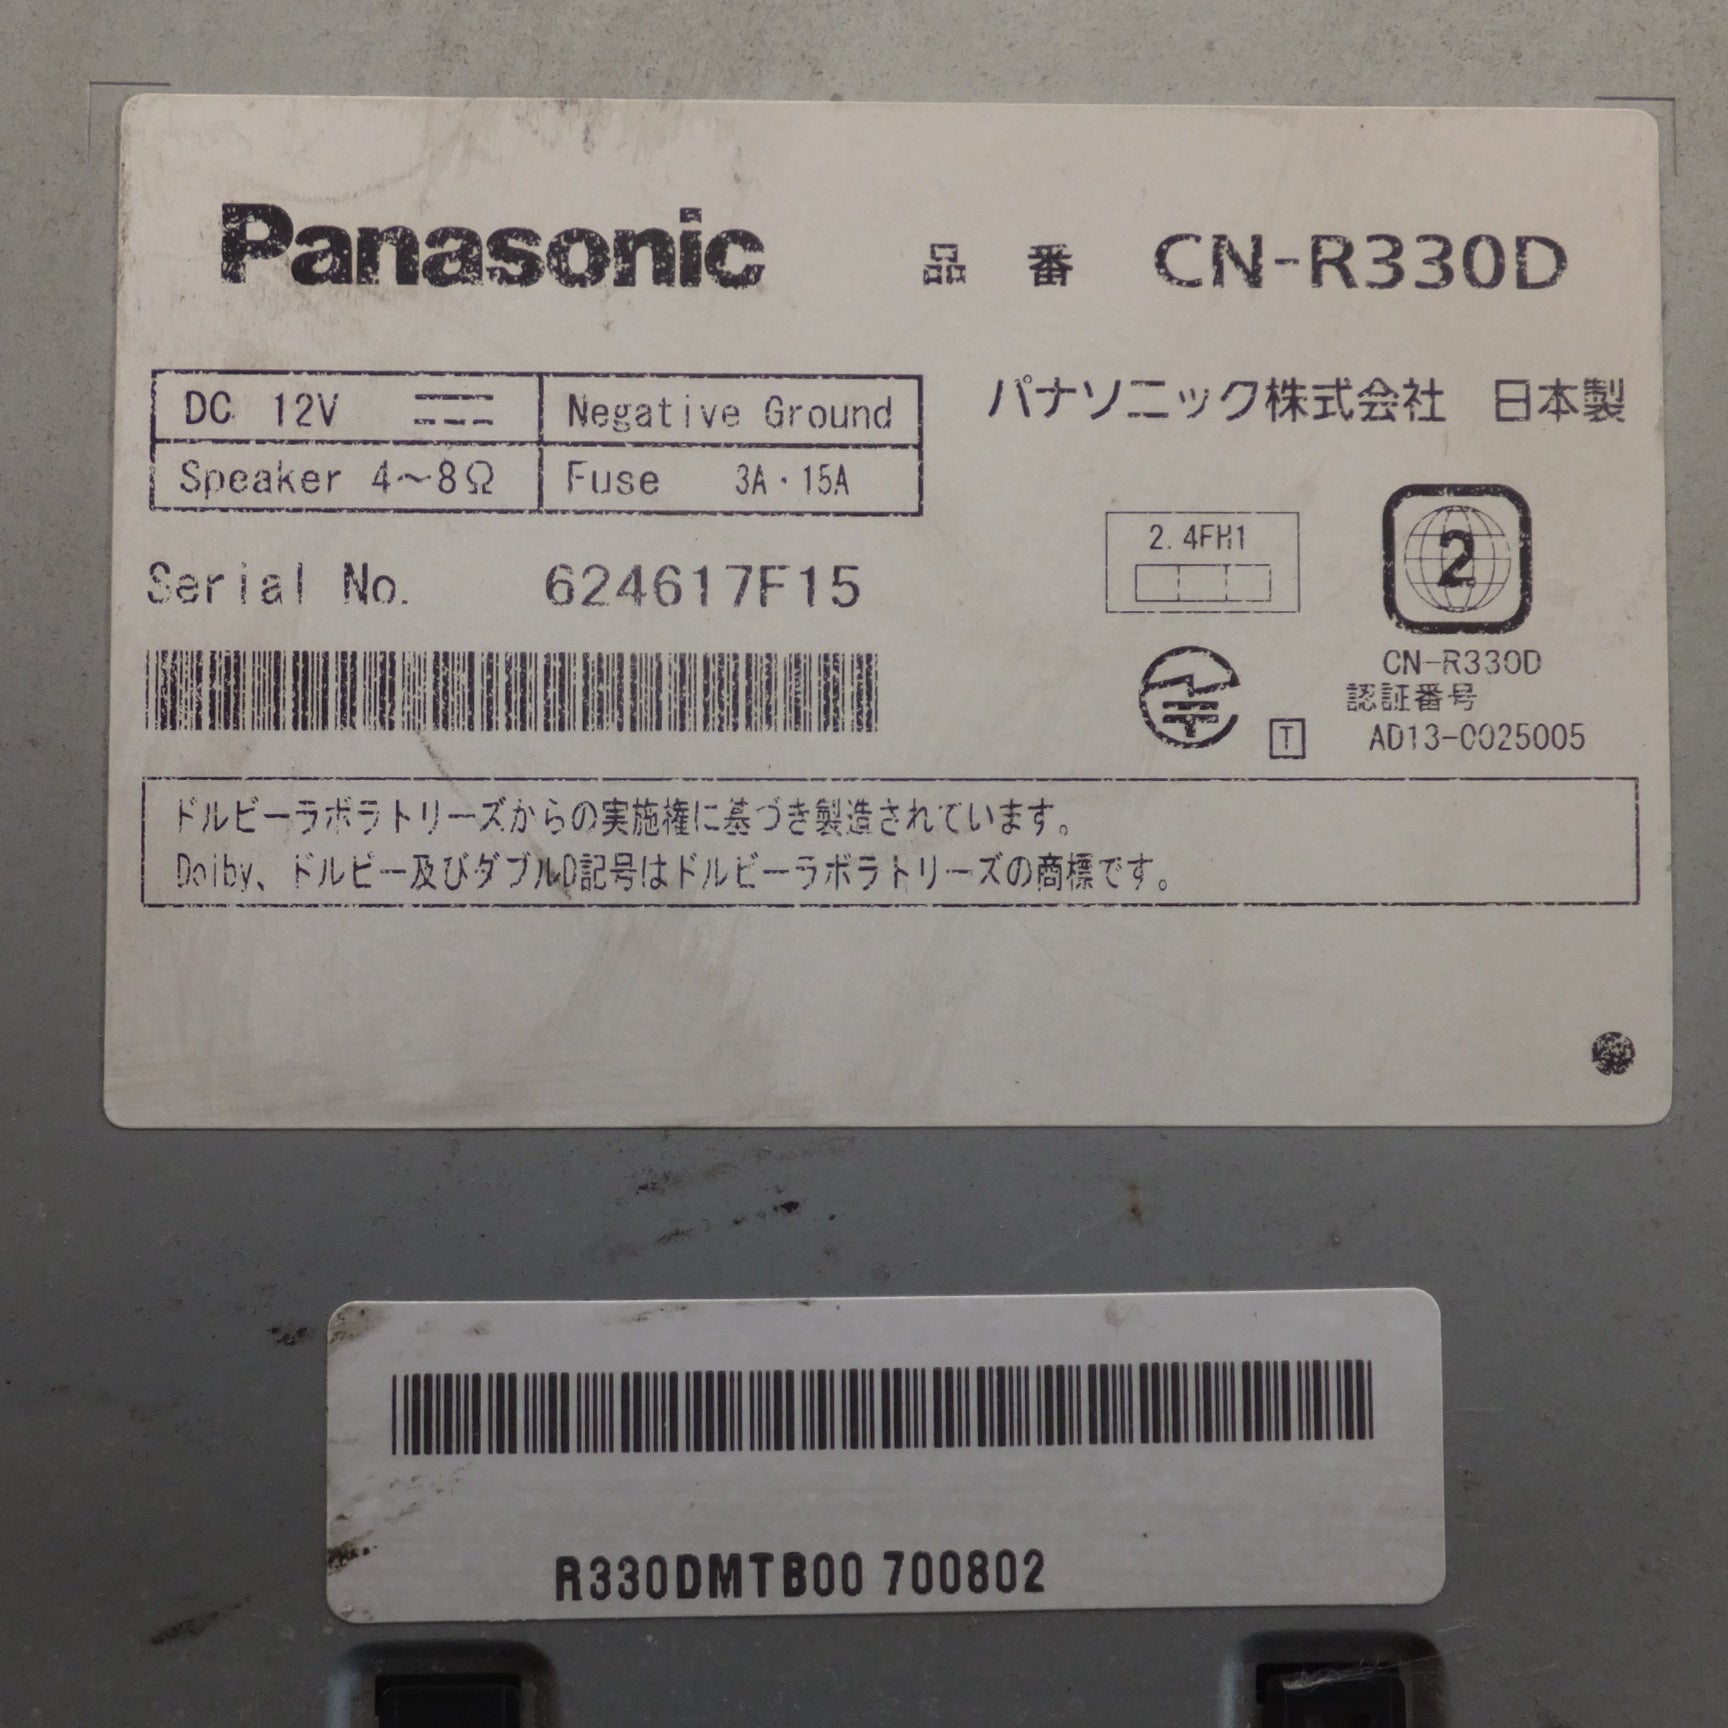 Panasonic 品 番 CN-R330D
DC 12V Negative Ground
Speaker 4～8Ω Fuse 3A・15A
パナソニック株式会社 日本製
Serial No. 624617F15
2.4FH1
2
CN-R330D
認証番号
T AD13-0025005
ドルビーラボラトリーズからの実施権に基づき製造されています。
Dolby、ドルビー及びダブルD記号はドルビーラボラトリーズの商標です。
R330DMTB00 700802